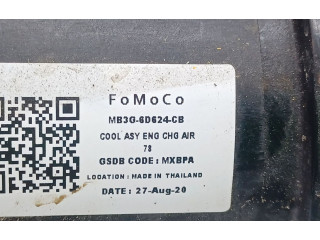 FoMoCo
MB3G-6D624-CB
COOL ASY ENG CHG AIR
78
GSDB CODE : MXBPA
LOCATION : MADE IN THAILAND
DATE : 27-Aug-20